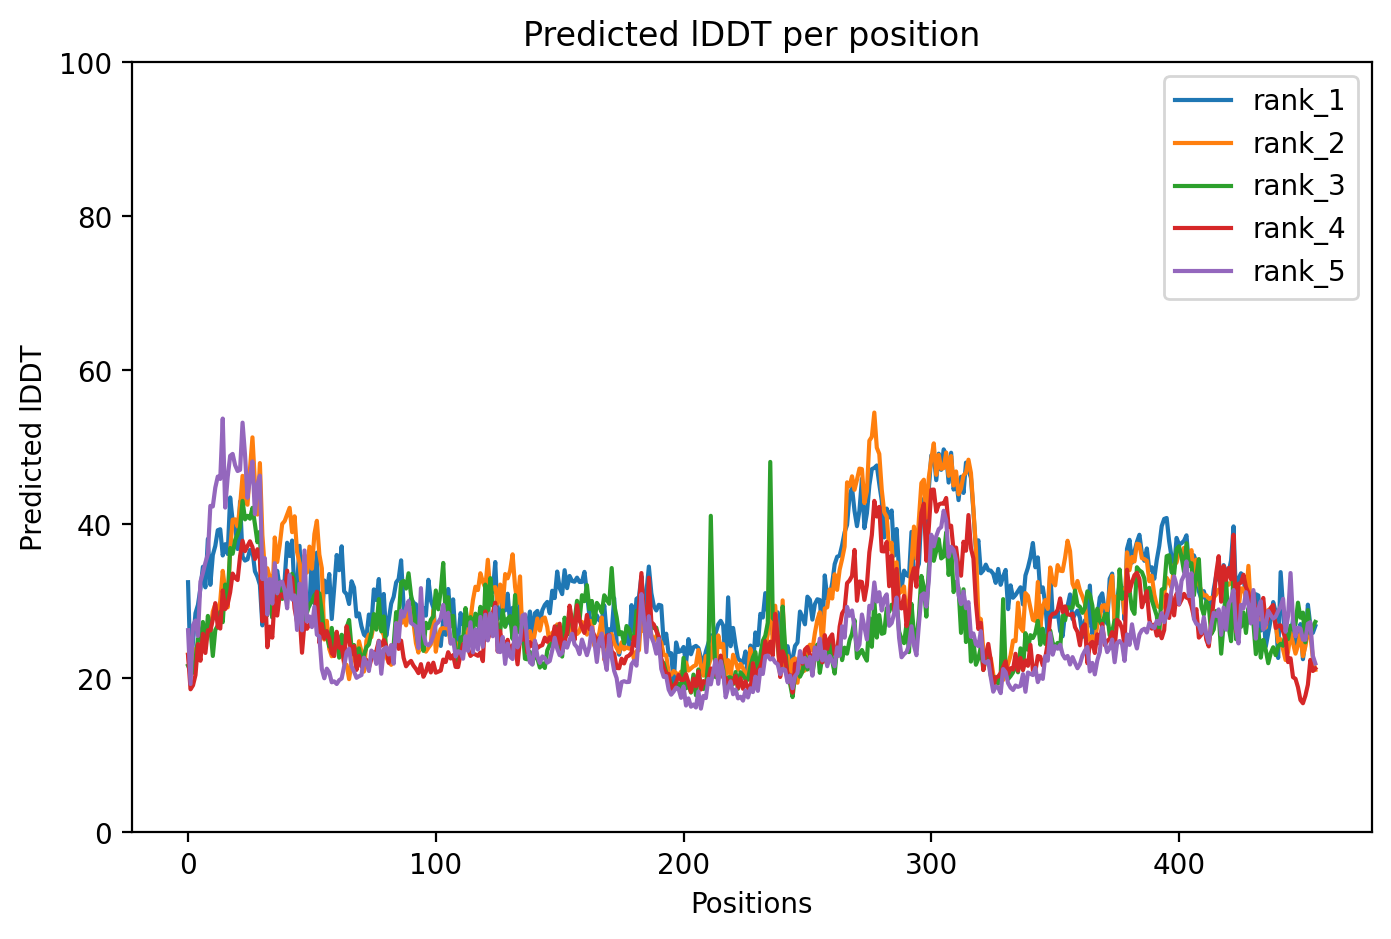 Predicted lDDT per position
100
80
60
40
20
0
Predicted lDDT
0 100 200 300 400
Positions
rank_1
rank_2
rank_3
rank_4
rank_5